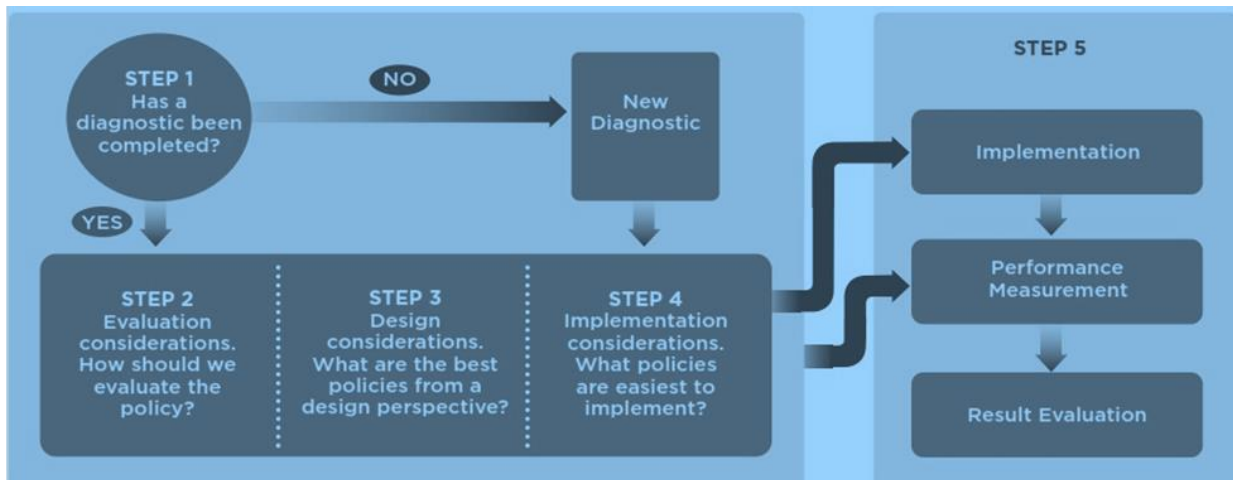 STEP 1
Has a
diagnostic been
completed?
NO
New
Diagnostic
YES
STEP 2
Evaluation
considerations.
How should we
evaluate the
policy?
STEP 3
Design
considerations.
What are the best
policies from a
design perspective?
STEP 4
Implementation
considerations.
What policies
are easiest to
implement?
STEP 5
Implementation
Performance
Measurement
Result Evaluation